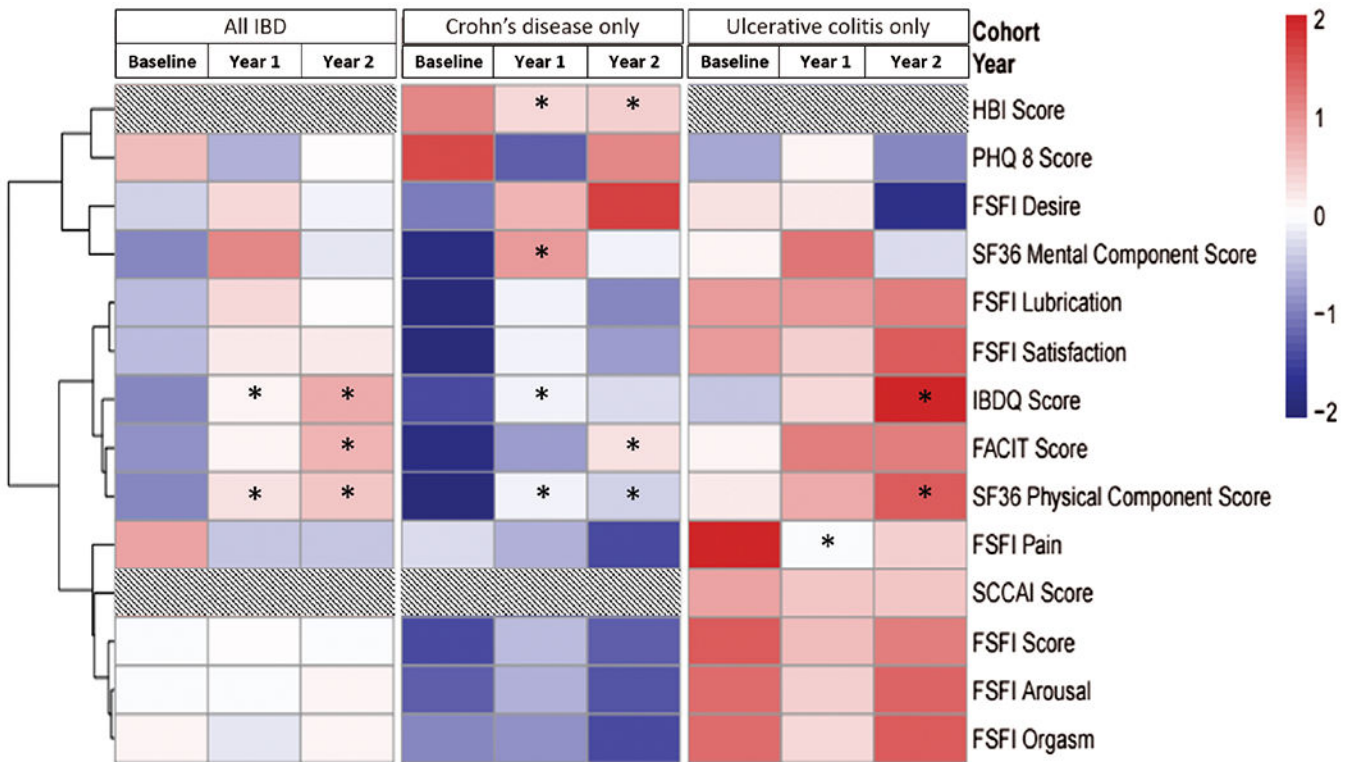 All IBD Crohn's disease only Ulcerative colitis only Cohort
Baseline Year 1 Year 2 Baseline Year 1 Year 2 Baseline Year 1 Year 2 Year
* * HBI Score
PHQ 8 Score
FSFI Desire
* SF36 Mental Component Score
FSFI Lubrication
FSFI Satisfaction
* * * * IBDQ Score
* * FACIT Score
* * * * * SF36 Physical Component Score
* FSFI Pain
SCCAI Score
FSFI Score
FSFI Arousal
FSFI Orgasm
2
1
0
−1
−2